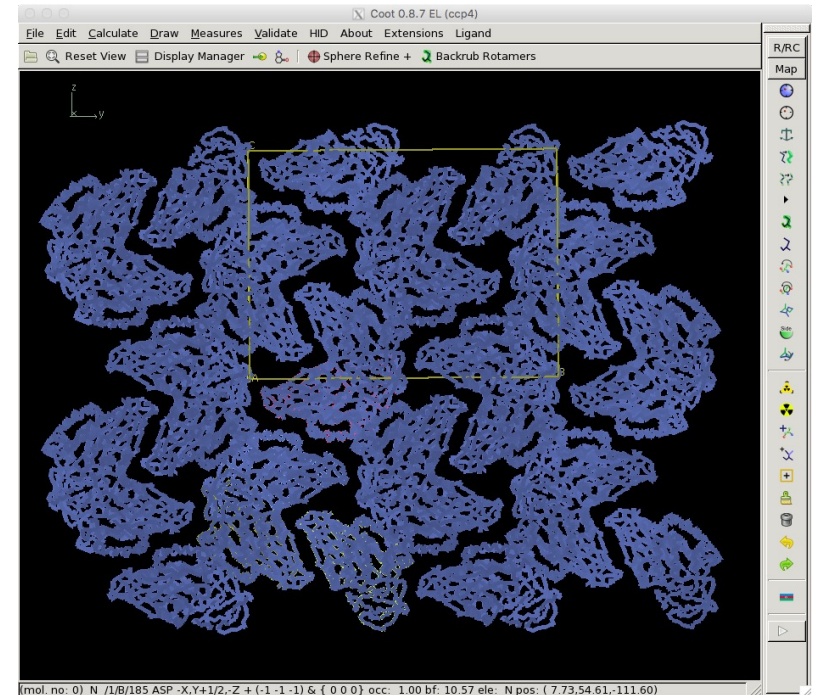 Coot 0.8.7 EL (ccp4)
File Edit Calculate Draw Measures Validate HID About Extensions Ligand
Reset View Display Manager Sphere Refine + Backrub Rotamers
R/RC
Map
z
x y
C
A
B
Side
(mol. no: 0) N /1/B/185 ASP -X,Y+1/2,-Z + (-1 -1 -1) & { 0 0 0} occ: 1.00 bf: 10.57 ele: N pos: ( 7.73,54.61,-111.60)